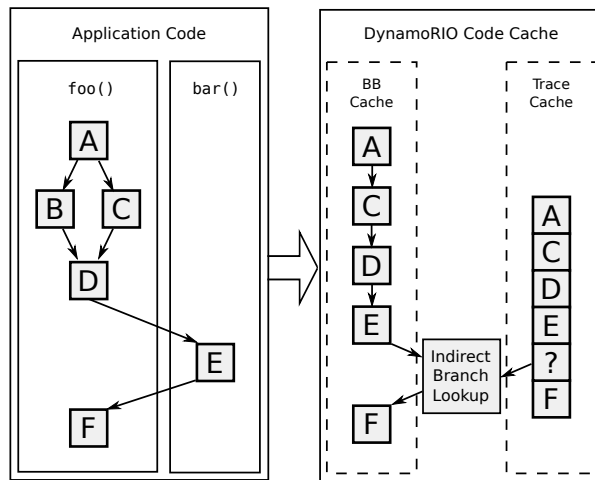 Application Code
foo()
bar()
A
B
C
D
E
F
DynamoRIO Code Cache
BB
Cache
A
C
D
E
F
Indirect
Branch
Lookup
Trace
Cache
A
C
D
E
?
F